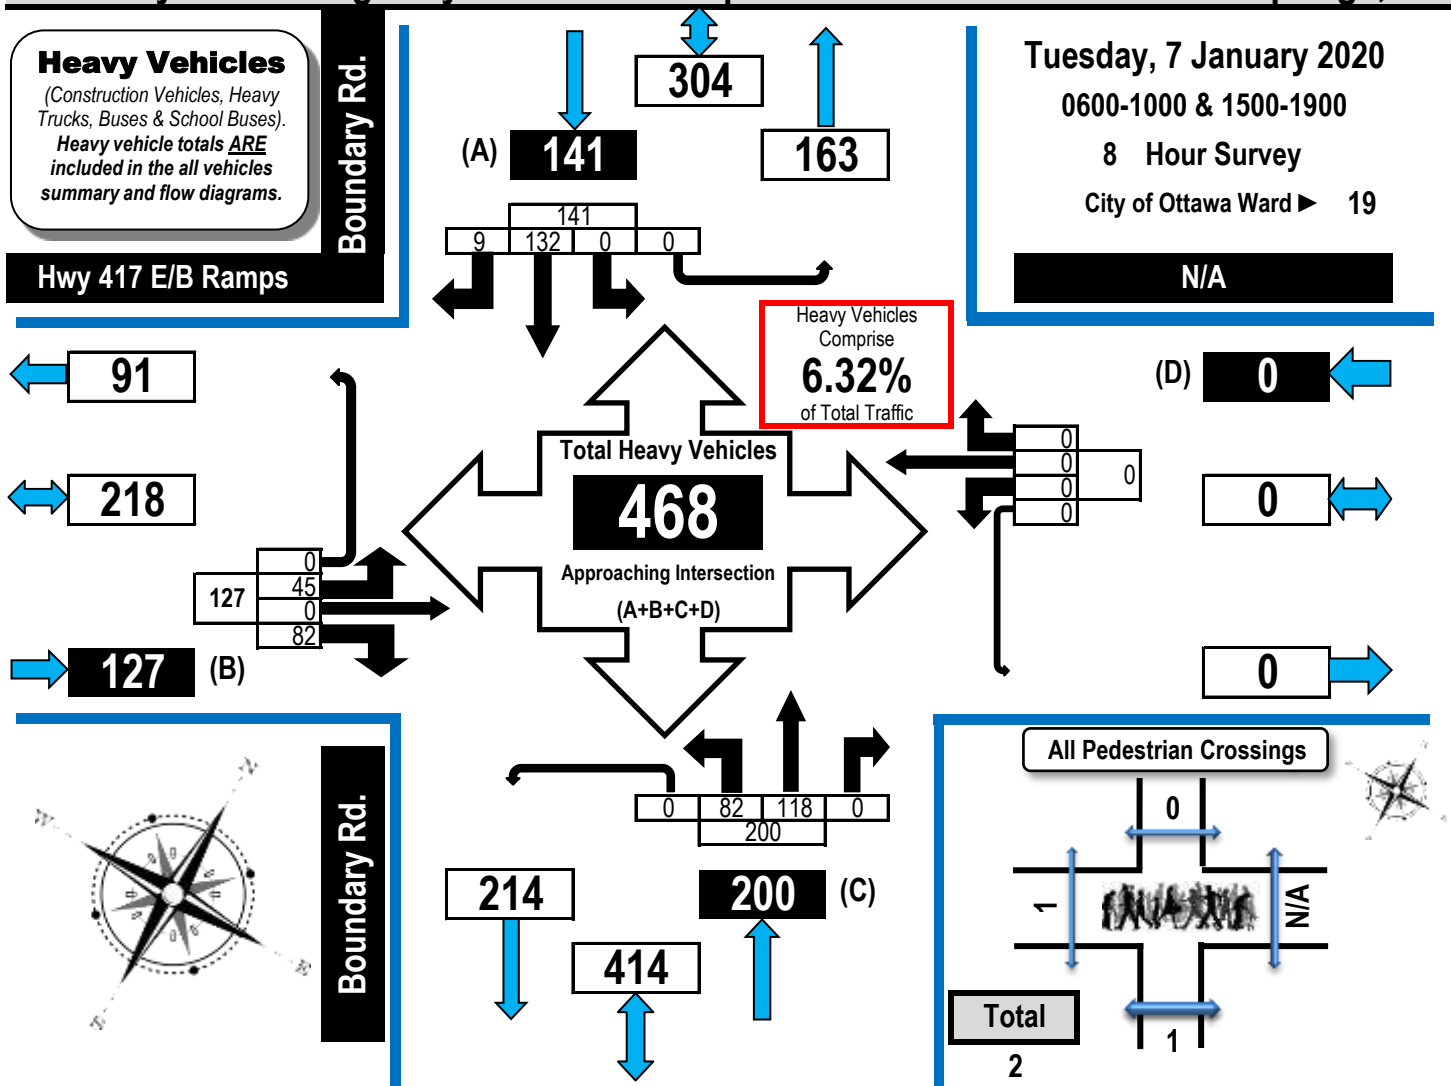 Heavy Vehicles
(Construction Vehicles, Heavy
Trucks, Buses & School Buses).
Heavy vehicle totals ARE
included in the all vehicles
summary and flow diagrams.
Boundary Rd.
Hwy 417 E/B Ramps
304
(A) 141
163
141
9 132 0 0
Tuesday, 7 January 2020
0600-1000 & 1500-1900
8 Hour Survey
City of Ottawa Ward ► 19
N/A
Heavy Vehicles
Comprise
6.32%
of Total Traffic
91
218
0
45
127
0
82
127 (B)
Total Heavy Vehicles
468
Approaching Intersection
(A+B+C+D)
(D) 0
0
0
0
0
0
0
0
N
W
E
S
Boundary Rd.
0 82 118 0
200
214
200 (C)
414
All Pedestrian Crossings
0
1
N/A
1
Total
2